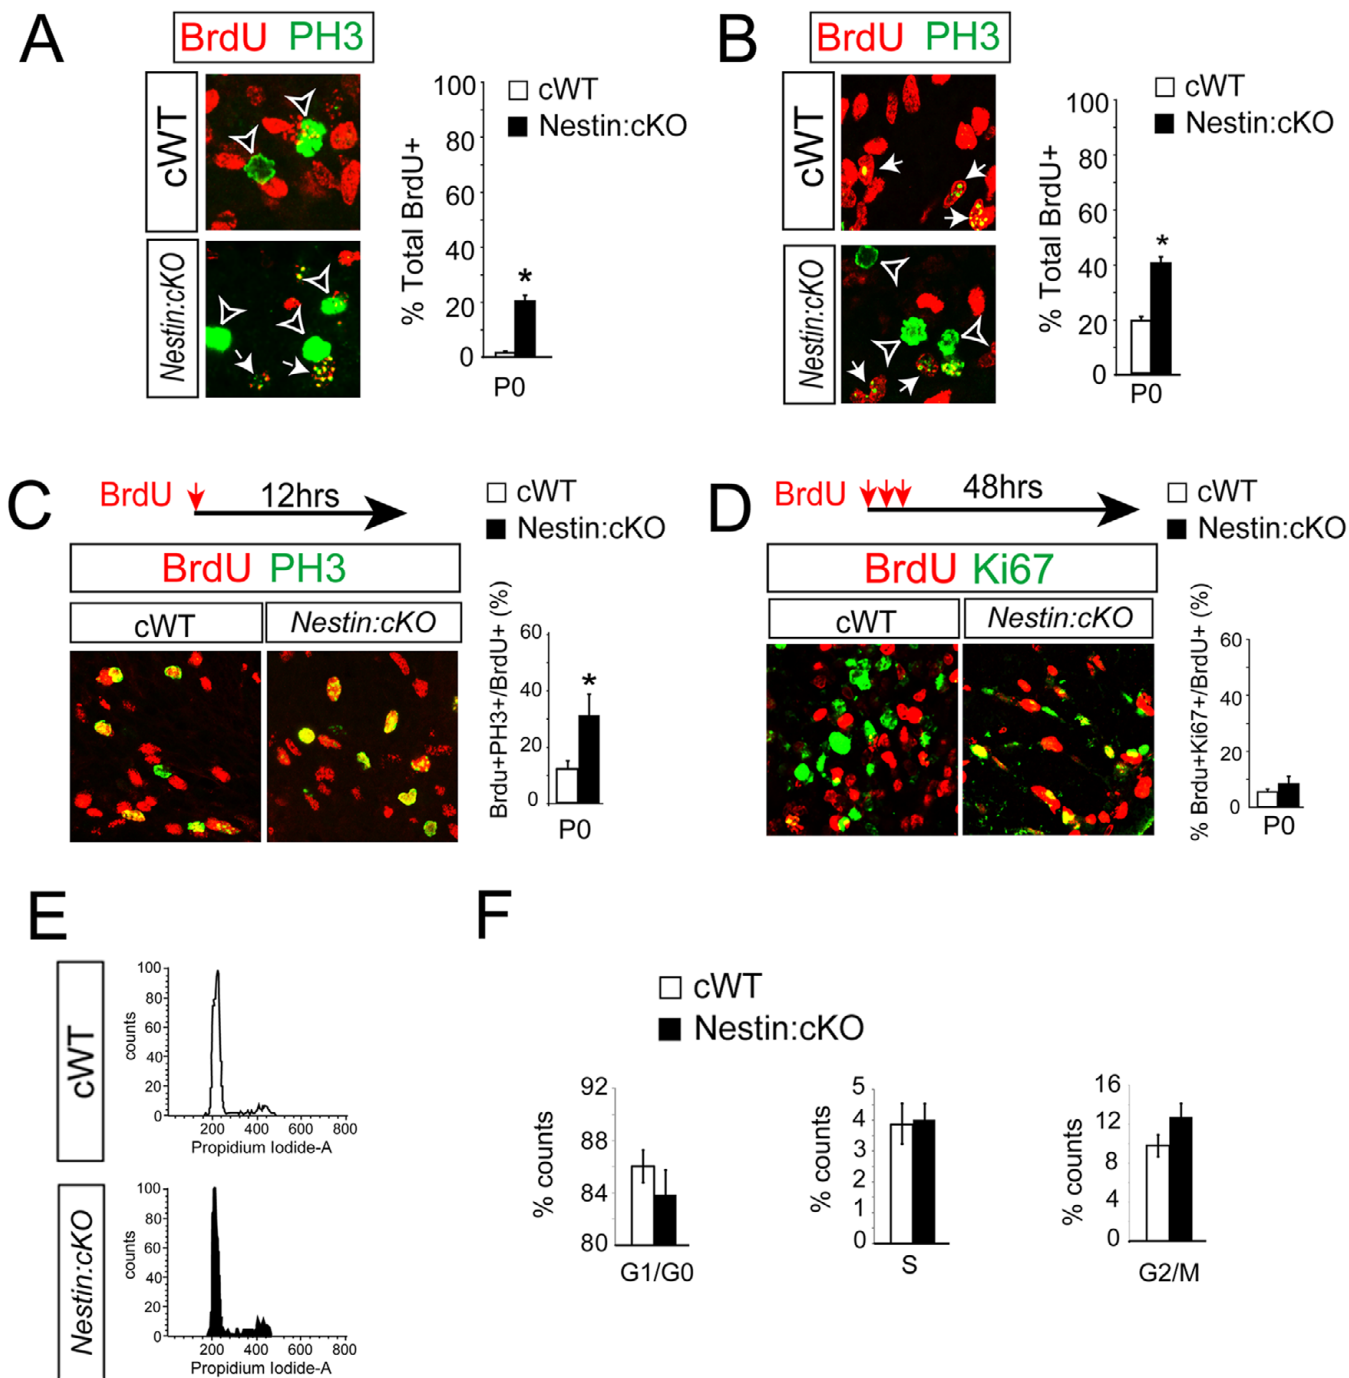 A
BrdU PH3
cWT
Nestin:cKO
% Total BrdU+
100
80
60
40
20
0
cWT
Nestin:cKO
*
P0
B
BrdU PH3
cWT
Nestin:cKO
% Total BrdU+
100
80
60
40
20
0
cWT
Nestin:cKO
*
P0
C
BrdU
12hrs
cWT
Nestin:cKO
BrdU PH3
cWT
Nestin:cKO
Brdu+PH3+/BrdU+ (%)
60
40
20
0
*
P0
D
BrdU
48hrs
cWT
Nestin:cKO
BrdU Ki67
cWT
Nestin:cKO
% Brdu+Ki67+/BrdU+ (%)
60
40
20
0
P0
E
cWT
counts
100
80
60
40
20
0
200 400 600 800
Propidium Iodide-A
Nestin:cKO
counts
100
80
60
40
20
0
200 400 600 800
Propidium Iodide-A
F
cWT
Nestin:cKO
% counts
92
88
84
80
G1/G0
% counts
5
4
3
2
1
0
S
% counts
16
12
8
4
0
G2/M